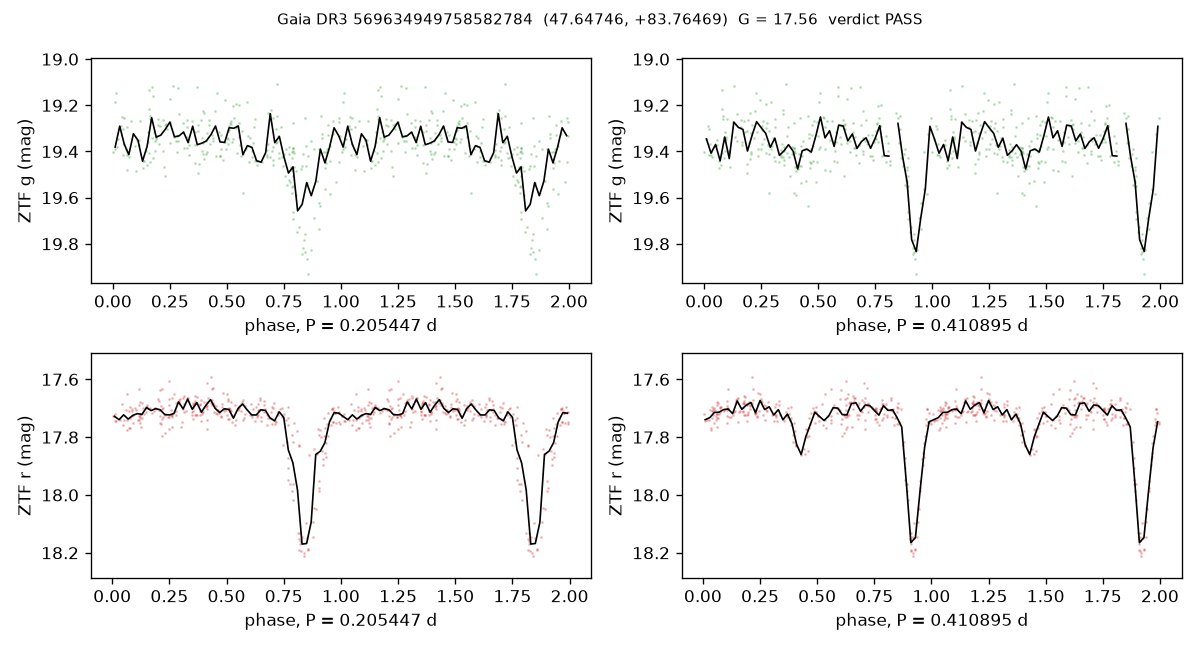 Gaia DR3 569634949758582784  (47.64746, +83.76469)  G = 17.56  verdict PASS
ZTF g (mag)
19.0
19.2
19.4
19.6
19.8
0.00 0.25 0.50 0.75 1.00 1.25 1.50 1.75 2.00
phase, P = 0.205447 d
ZTF g (mag)
19.0
19.2
19.4
19.6
19.8
0.00 0.25 0.50 0.75 1.00 1.25 1.50 1.75 2.00
phase, P = 0.410895 d
ZTF r (mag)
17.6
17.8
18.0
18.2
0.00 0.25 0.50 0.75 1.00 1.25 1.50 1.75 2.00
phase, P = 0.205447 d
ZTF r (mag)
17.6
17.8
18.0
18.2
0.00 0.25 0.50 0.75 1.00 1.25 1.50 1.75 2.00
phase, P = 0.410895 d